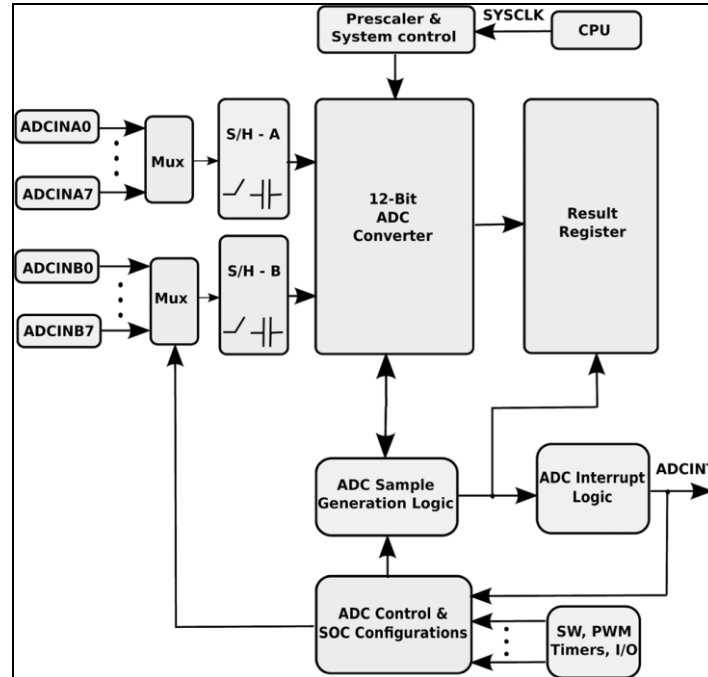 Prescaler &
System control
SYSCLK
CPU
ADCINA0
ADCINA7
Mux
S/H - A
12-Bit
ADC
Converter
Result
Register
ADCINB0
ADCINB7
Mux
S/H - B
ADC Sample
Generation Logic
ADC Interrupt
Logic
ADCINT
ADC Control &
SOC Configurations
SW, PWM
Timers, I/O